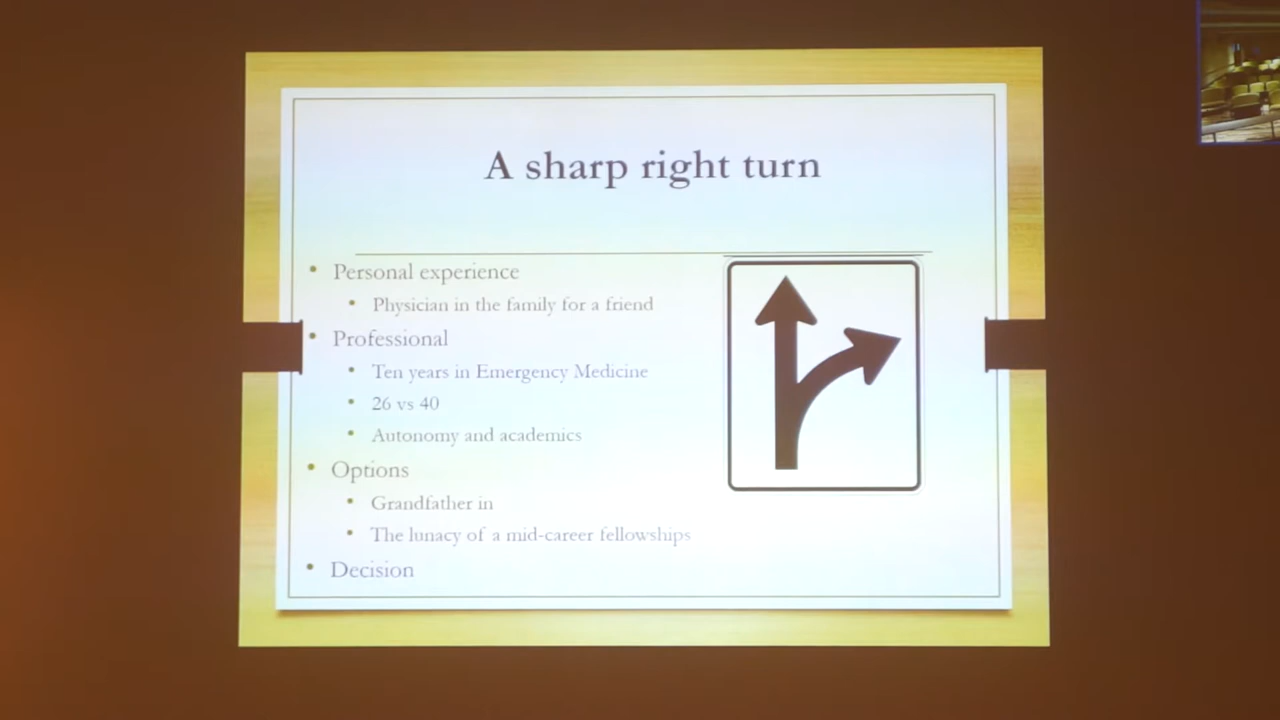 A sharp right turn
• Personal experience
• Physician in the family for a friend
• Professional
• Ten years in Emergency Medicine
• 26 vs 40
• Autonomy and academics
• Options
• Grandfather in
• The lunacy of a mid-career fellowships
• Decision